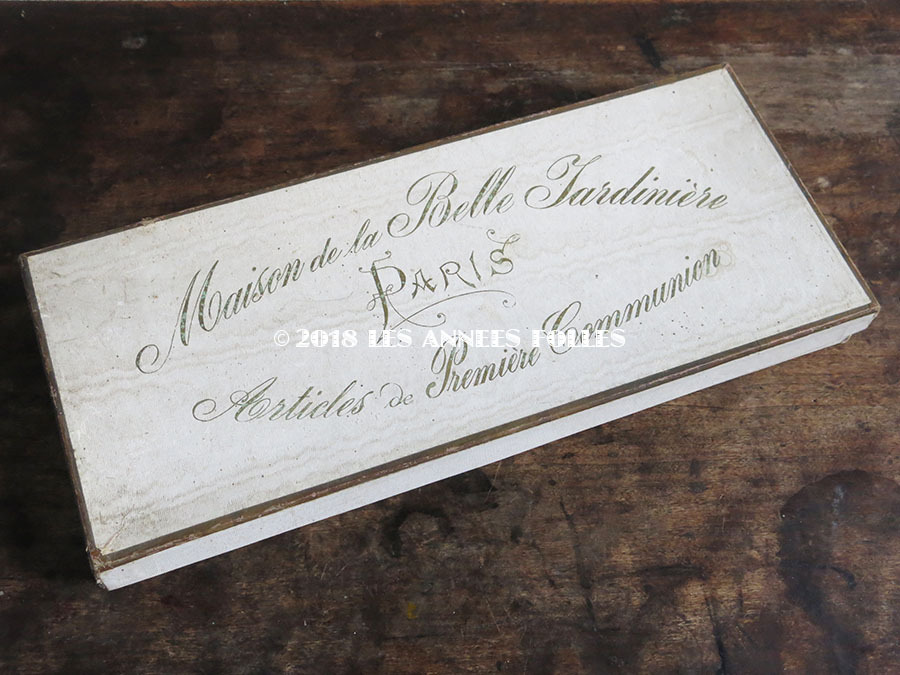 Maison de la Belle Jardinière
PARIS
© 2018 LES ANNEES FOLLES
Articles de Première Communion